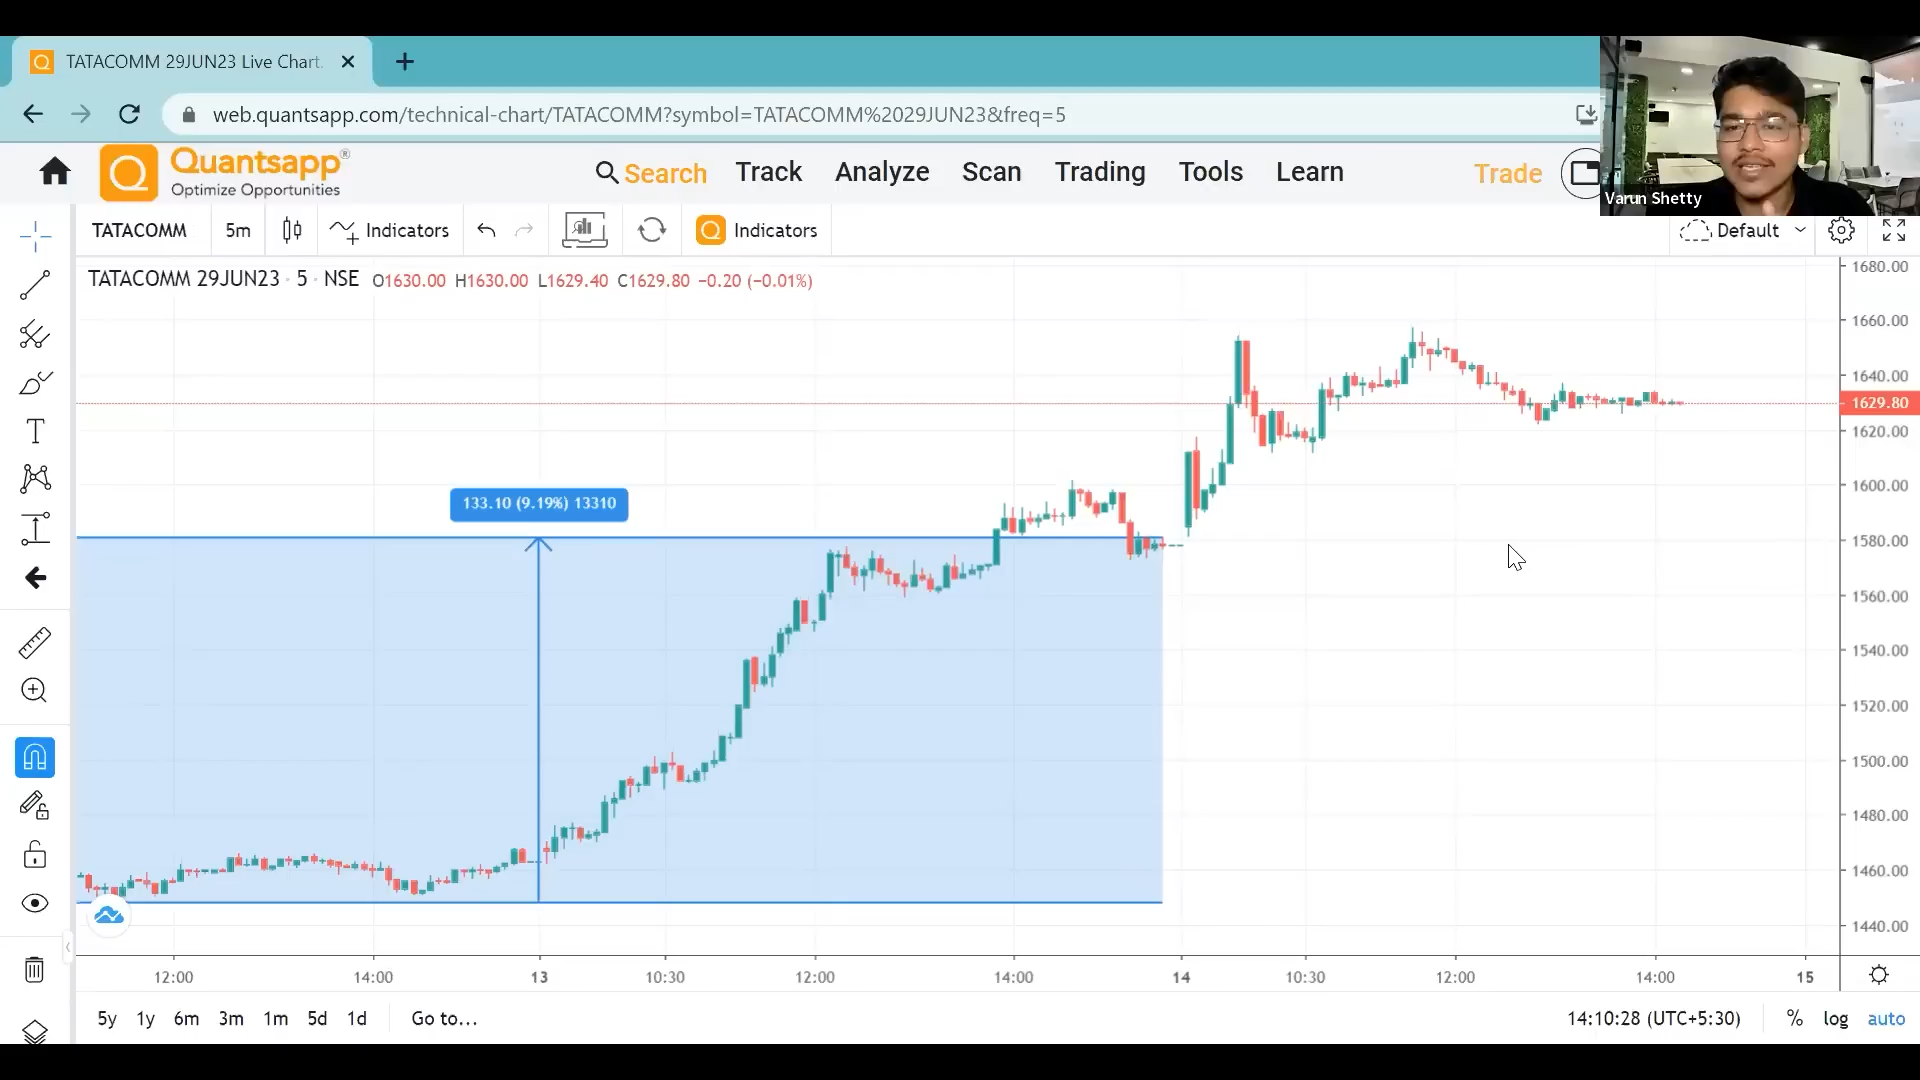 TATACOMM 29JUN23 Live Chart.
web.quantsapp.com/technical-chart/TATACOMM?symbol=TATACOMM%2029JUN23&freq=5
Quantsapp®
Optimize Opportunities
Search Track Analyze Scan Trading Tools Learn Trade
Varun Shetty
TATACOMM 5m Indicators Indicators Default
TATACOMM 29JUN23 · 5 · NSE O1630.00 H1630.00 L1629.40 C1629.80 −0.20 (−0.01%)
1680.00
1660.00
1640.00
1629.80
1620.00
1600.00
133.10 (9.19%) 13310
1580.00
1560.00
1540.00
1520.00
1500.00
1480.00
1460.00
1440.00
12:00 14:00 13 10:30 12:00 14:00 14 10:30 12:00 14:00 15
5y 1y 6m 3m 1m 5d 1d Go to... 14:10:28 (UTC+5:30) % log auto